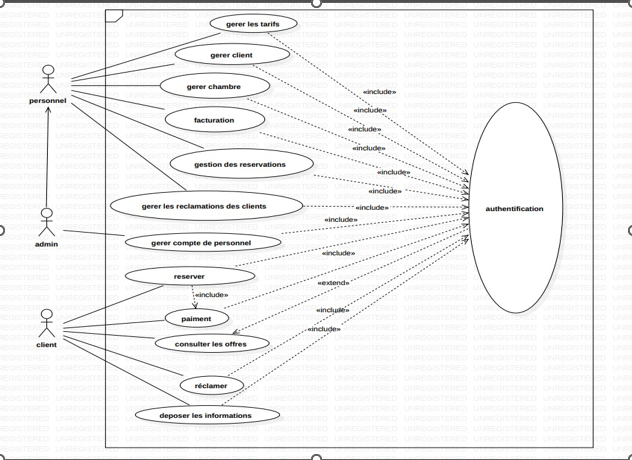 gerer les tarifs
gerer client
«include»
personnel
gerer chambre
«include»
facturation
«include»
«include»
gestion des reservations
«include»
«include»
gerer les reclamations des clients
«include»
authentification
«include»
admin
gerer compte de personnel
«include»
reserver
«extend»
«include»
paiment
«include»
client
consulter les offres
«include»
réclamer
deposer les informations
UNREGISTERED